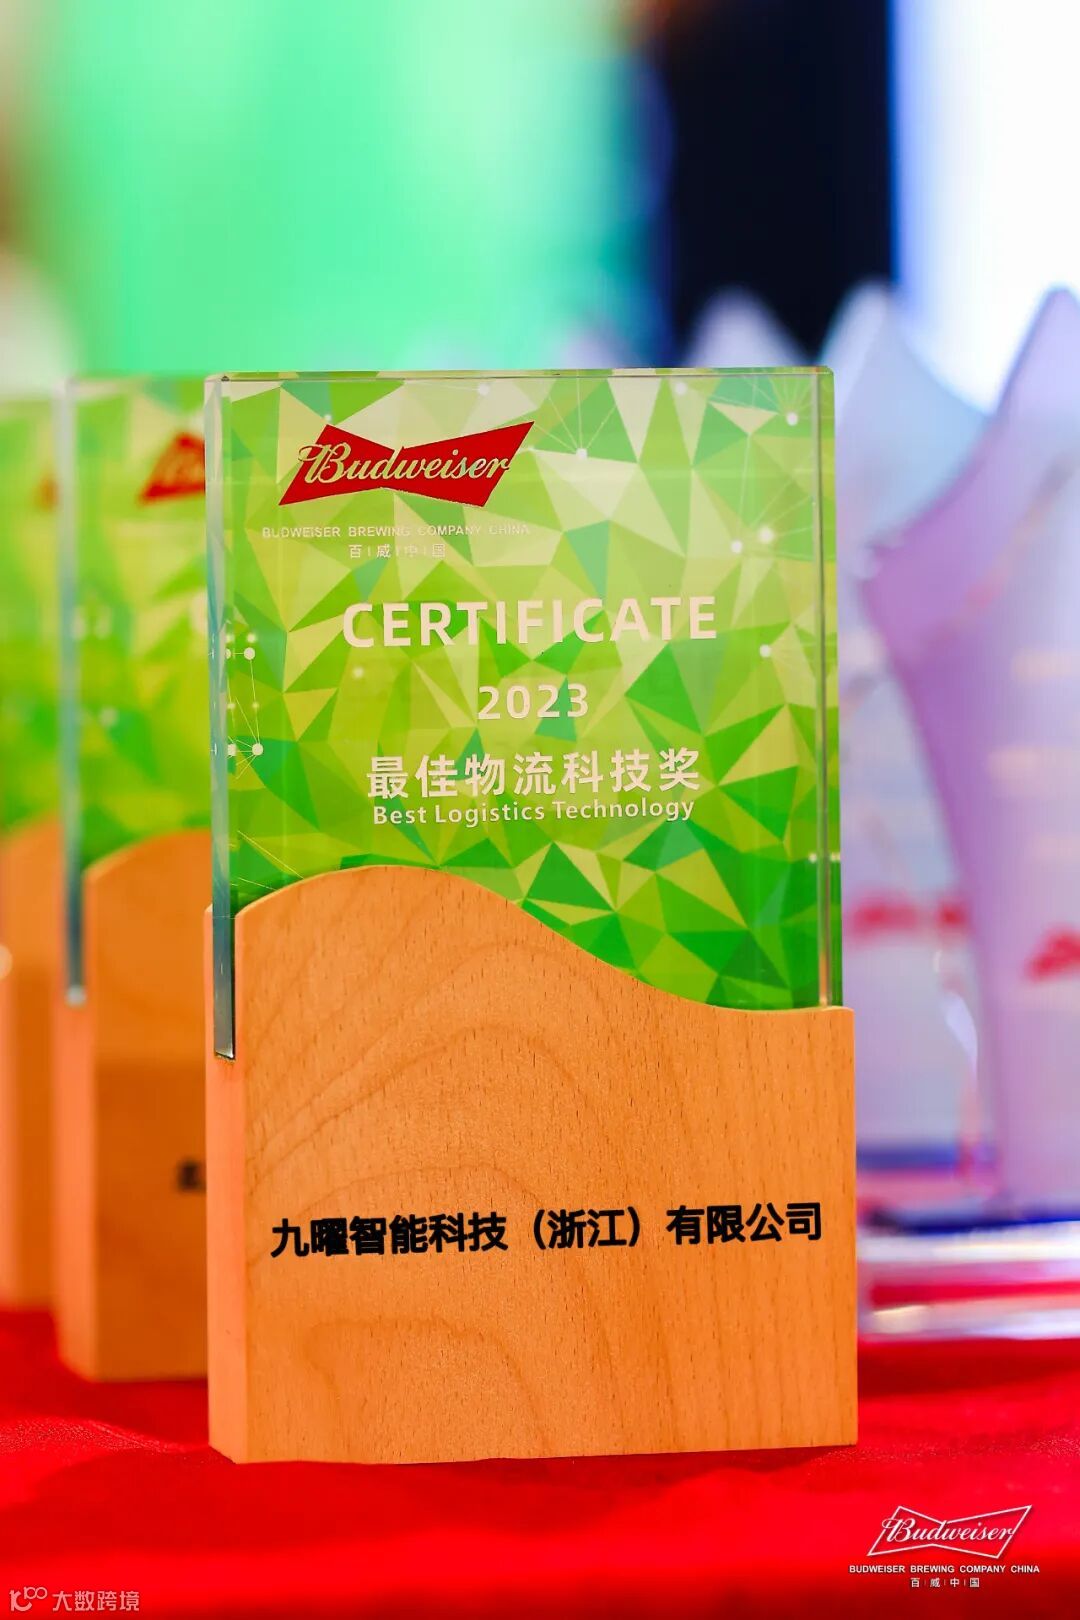 Budweiser
BUDWEISER BREWING COMPANY CHINA
百|威|中|国
CERTIFICATE
2023
最佳物流科技奖
Best Logistics Technology
九曜智能科技（浙江）有限公司
Budweiser
BUDWEISER BREWING COMPANY CHINA
百|威|中|国
大数跨境